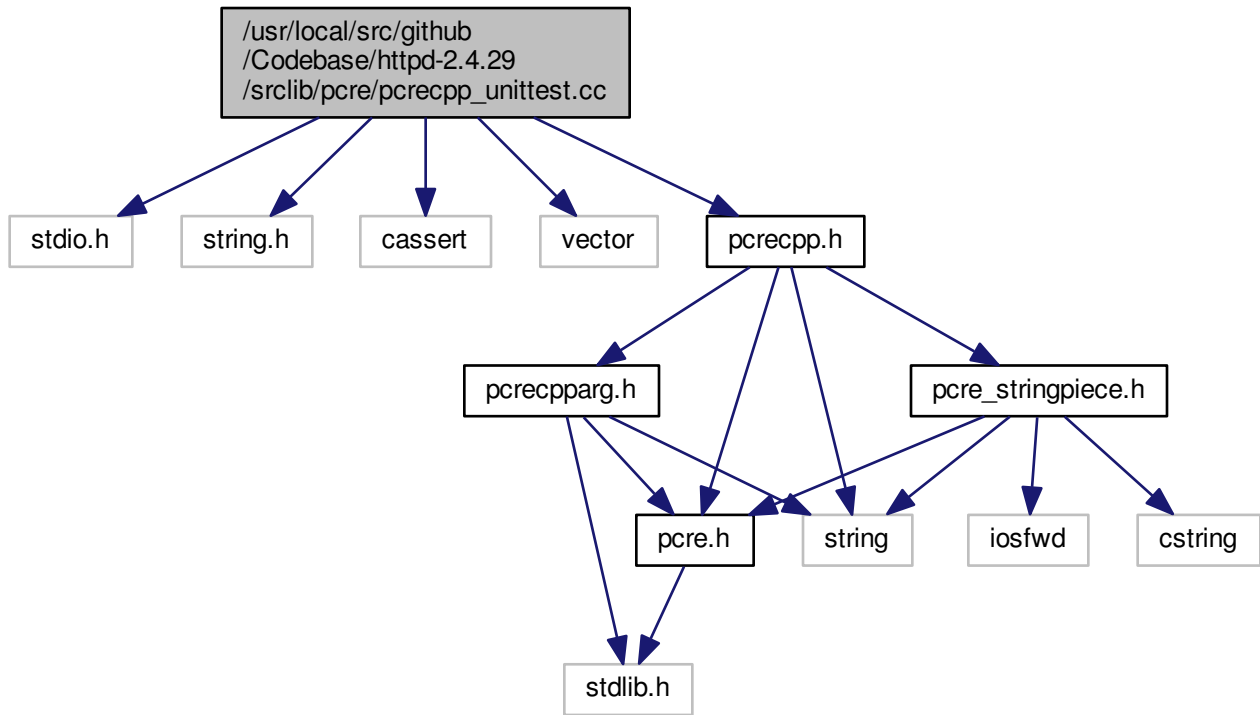 /usr/local/src/github
/Codebase/httpd-2.4.29
/srclib/pcre/pcrecpp_unittest.cc
stdio.h
string.h
cassert
vector
pcrecpp.h
pcrecpparg.h
pcre_stringpiece.h
pcre.h
string
iosfwd
cstring
stdlib.h